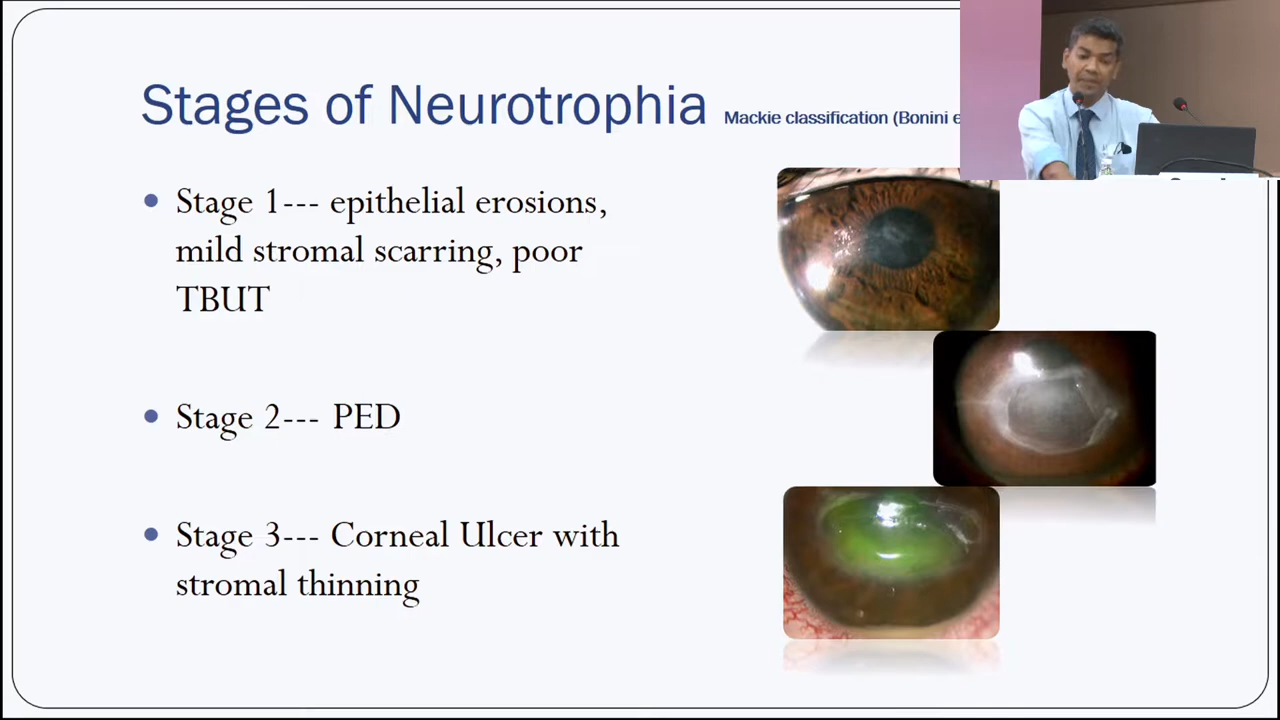 Stages of Neurotrophia Mackie classification (Bonini e
• Stage 1--- epithelial erosions,
mild stromal scarring, poor
TBUT
• Stage 2--- PED
• Stage 3--- Corneal Ulcer with
stromal thinning